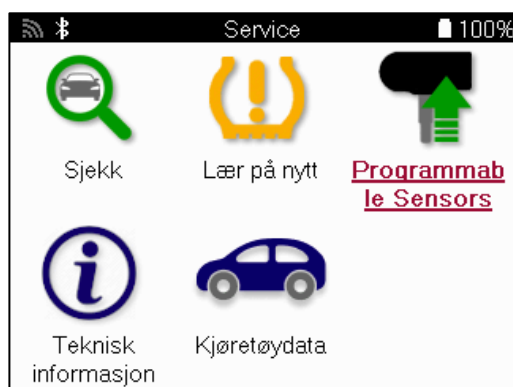 Service 100%
Sjekk Lær på nytt Programmab
le Sensors
Teknisk Kjøretøydata
informasjon